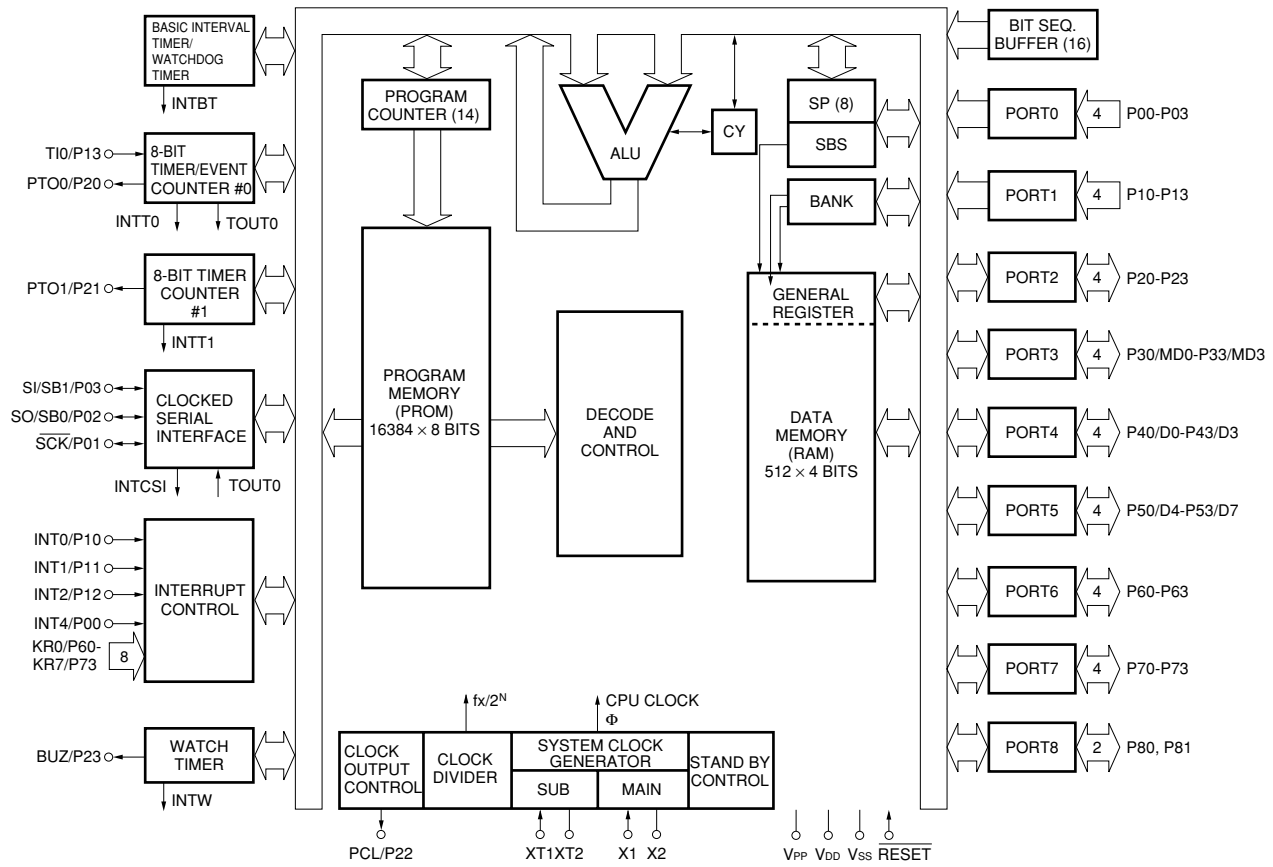 BASIC INTERVAL
TIMER/
WATCHDOG
TIMER
INTBT
TI0/P13
PTO0/P20
8-BIT
TIMER/EVENT
COUNTER #0
INTT0
TOUT0
PTO1/P21
8-BIT TIMER
COUNTER
#1
INTT1
SI/SB1/P03
SO/SB0/P02
SCK/P01
CLOCKED
SERIAL
INTERFACE
INTCSI
TOUT0
INT0/P10
INT1/P11
INT2/P12
INT4/P00
KR0/P60-
KR7/P73
8
INTERRUPT
CONTROL
BUZ/P23
WATCH
TIMER
INTW
PROGRAM
COUNTER (14)
ALU
CY
SP (8)
SBS
BANK
PROGRAM
MEMORY
(PROM)
16384 × 8 BITS
DECODE
AND
CONTROL
GENERAL
REGISTER
DATA
MEMORY
(RAM)
512 × 4 BITS
fx/2N
CPU CLOCK
Φ
CLOCK
OUTPUT
CONTROL
CLOCK
DIVIDER
SYSTEM CLOCK
GENERATOR
SUB
MAIN
STAND BY
CONTROL
PCL/P22
XT1
XT2
X1
X2
VPP
VDD
VSS
RESET
BIT SEQ.
BUFFER (16)
PORT0
4
P00-P03
PORT1
4
P10-P13
PORT2
4
P20-P23
PORT3
4
P30/MD0-P33/MD3
PORT4
4
P40/D0-P43/D3
PORT5
4
P50/D4-P53/D7
PORT6
4
P60-P63
PORT7
4
P70-P73
PORT8
2
P80, P81